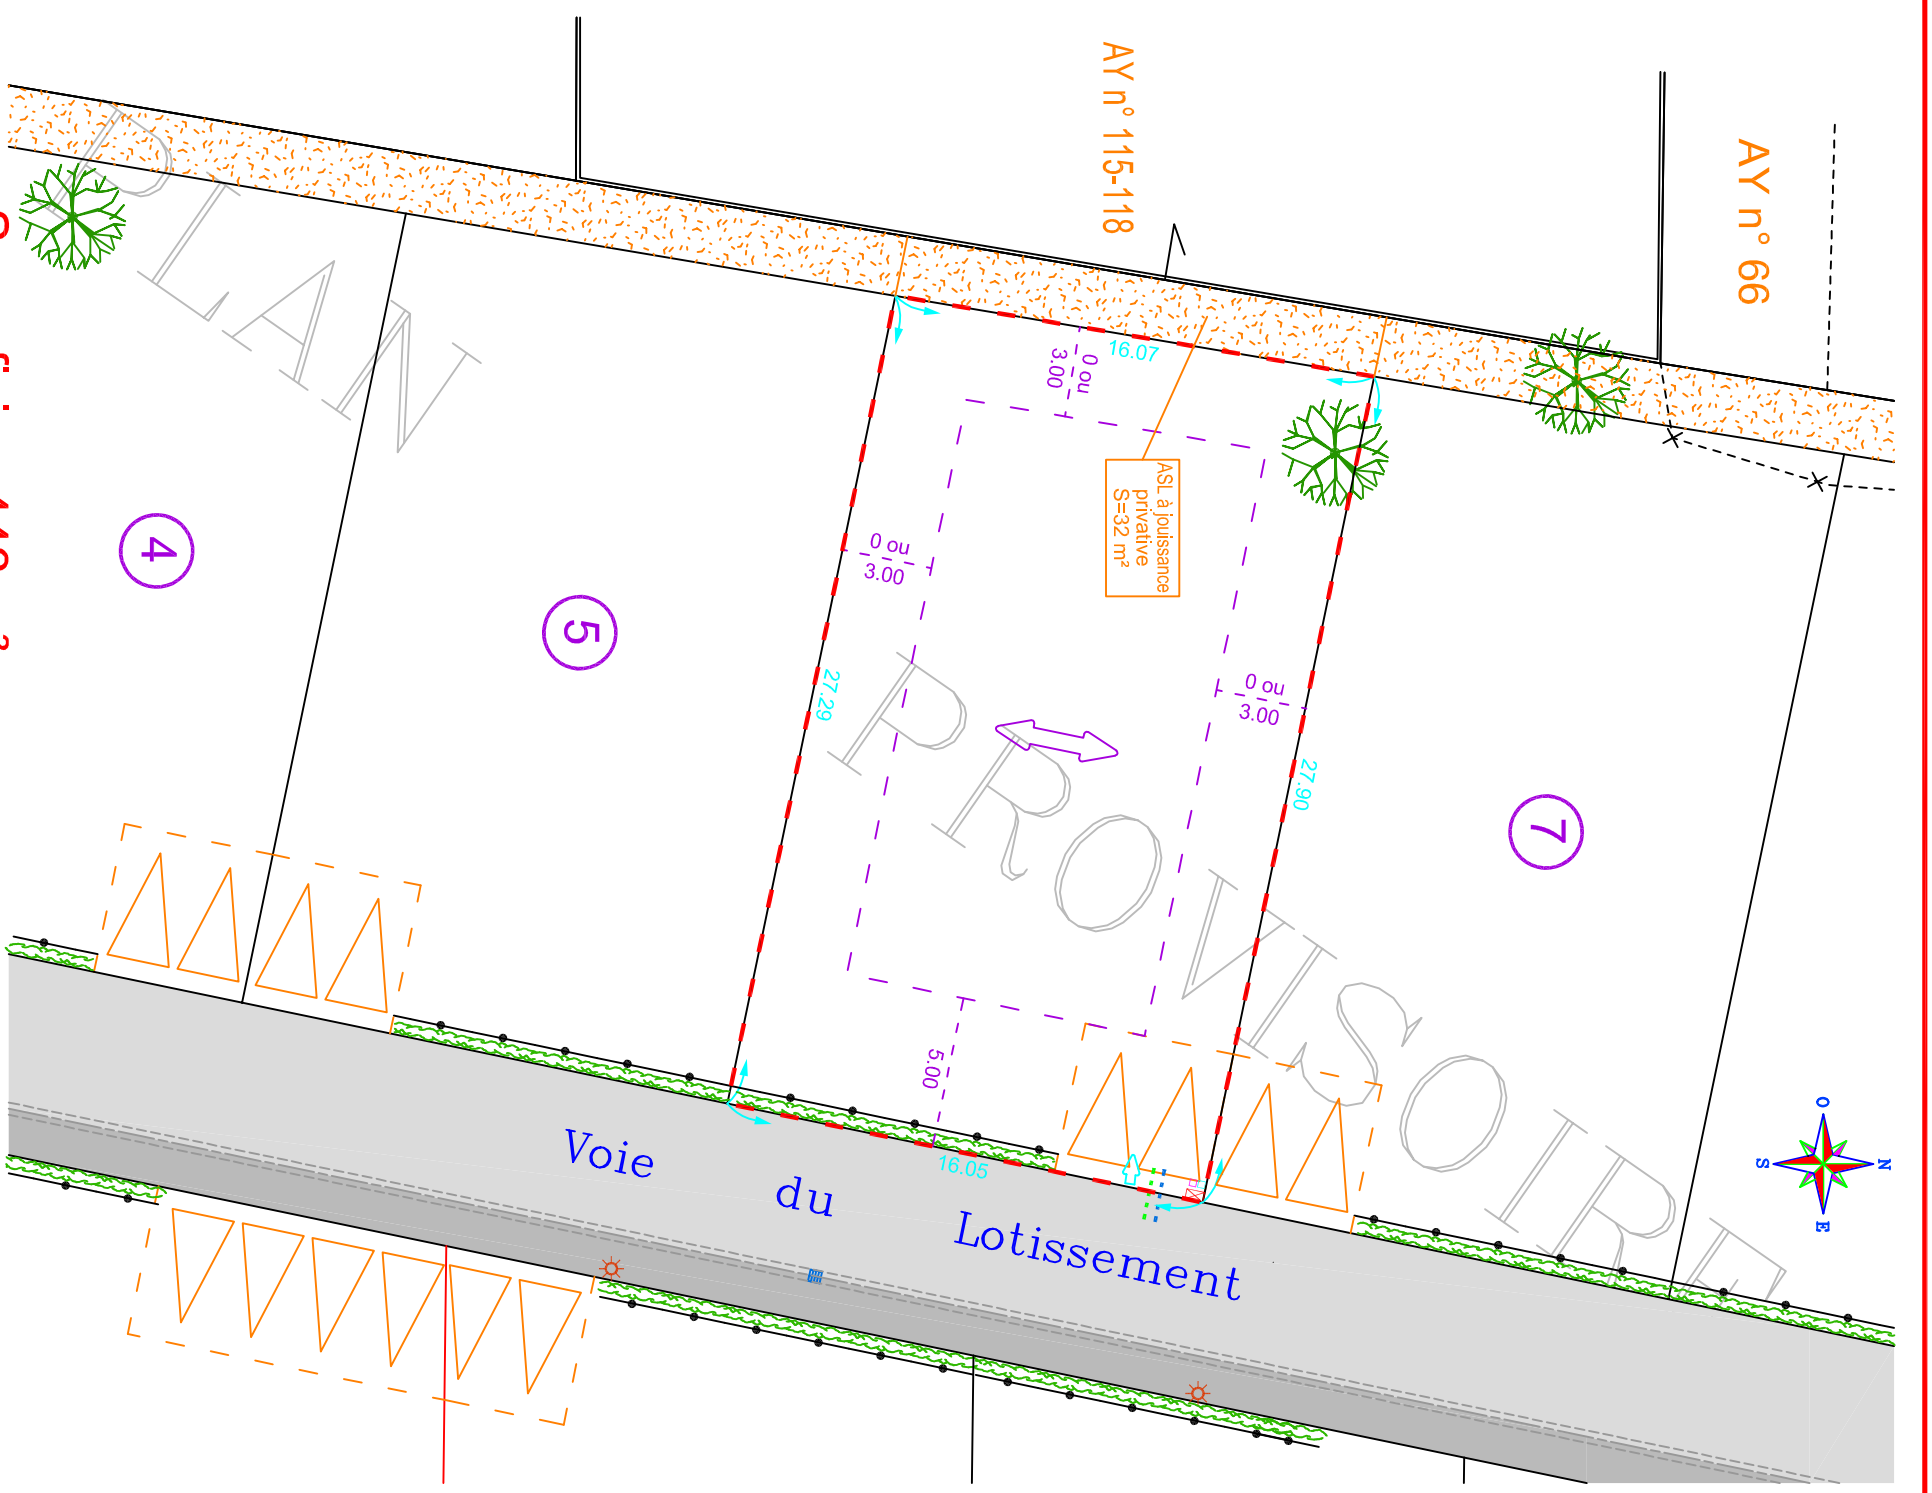 AY n° 115-118
AY n° 66
PLAN
PROVISOIRE
16.07
0 ou
3.00
ASL à jouissance
privative
S=32 m²
0 ou
3.00
0 ou
3.00
27.29
27.90
4
5
7
5.00
16.05
Voie du Lotissement
O
S
N
E